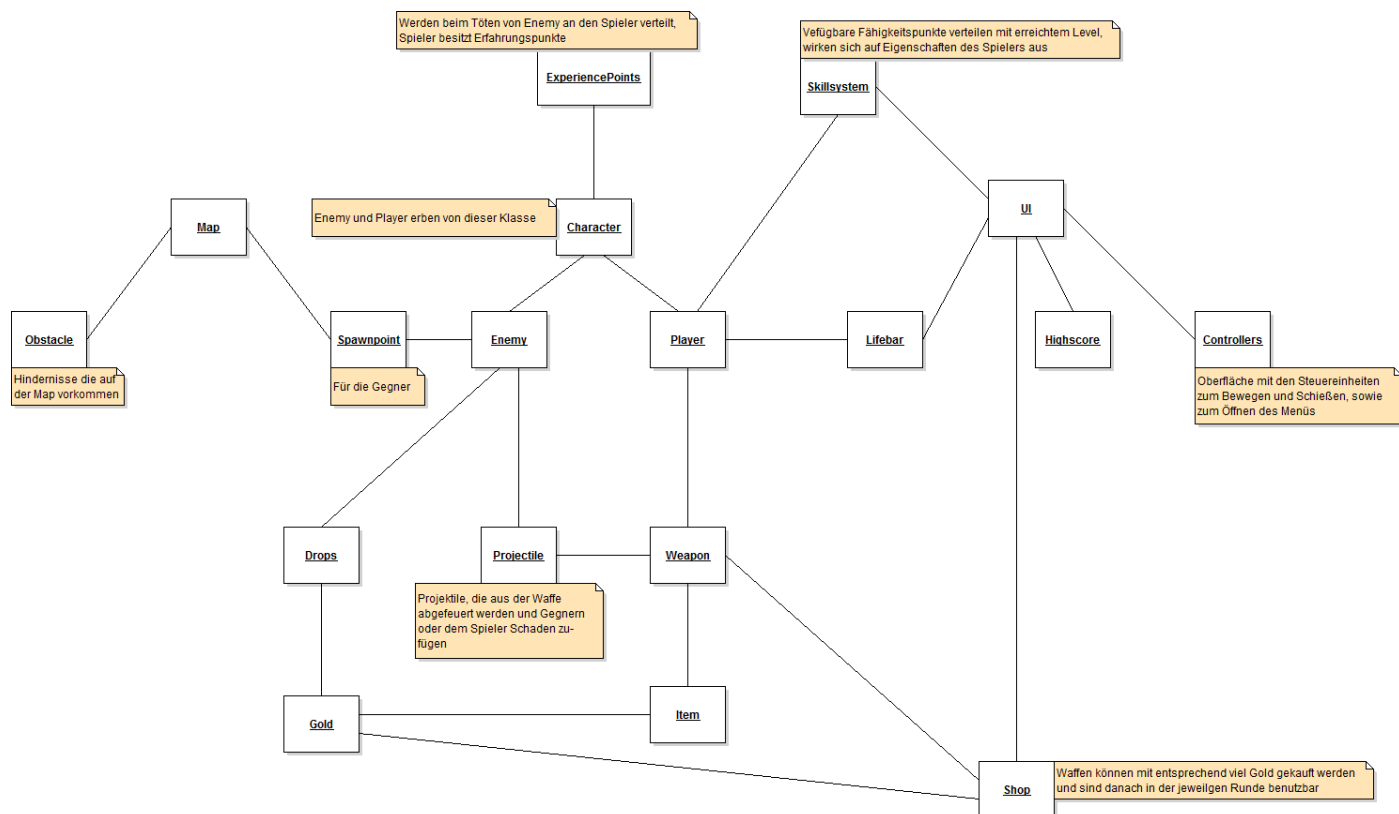 Werden beim Töten von Enemy an den Spieler verteilt,
Spieler besitzt Erfahrungspunkte
ExperiencePoints
Vefügbare Fähigkeitspunkte verteilen mit erreichtem Level,
wirken sich auf Eigenschaften des Spielers aus
Skillsystem
Map
Enemy und Player erben von dieser Klasse
Character
UI
Obstacle
Hindernisse die auf
der Map vorkommen
Spawnpoint
Für die Gegner
Enemy
Player
Lifebar
Highscore
Controllers
Oberfläche mit den Steuereinheiten
zum Bewegen und Schießen, sowie
zum Öffnen des Menüs
Drops
Projectile
Projektile, die aus der Waffe
abgefeuert werden und Gegnern
oder dem Spieler Schaden zu-
fügen
Weapon
Gold
Item
Shop
Waffen können mit entsprechend viel Gold gekauft werden
und sind danach in der jeweilgen Runde benutzbar